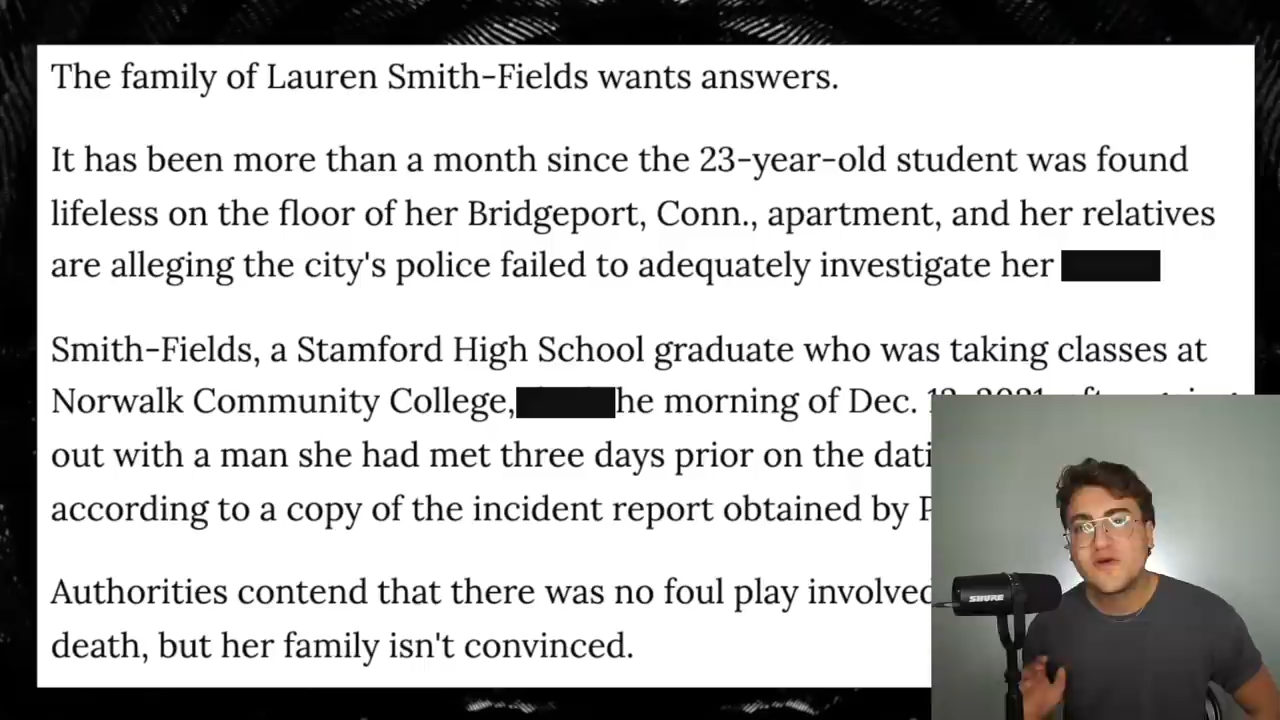 The family of Lauren Smith-Fields wants answers.
It has been more than a month since the 23-year-old student was found
lifeless on the floor of her Bridgeport, Conn., apartment, and her relatives
are alleging the city's police failed to adequately investigate her
Smith-Fields, a Stamford High School graduate who was taking classes at
Norwalk Community College, he morning of Dec.
out with a man she had met three days prior on the dati
according to a copy of the incident report obtained by P
Authorities contend that there was no foul play involved
death, but her family isn't convinced.
SHURE